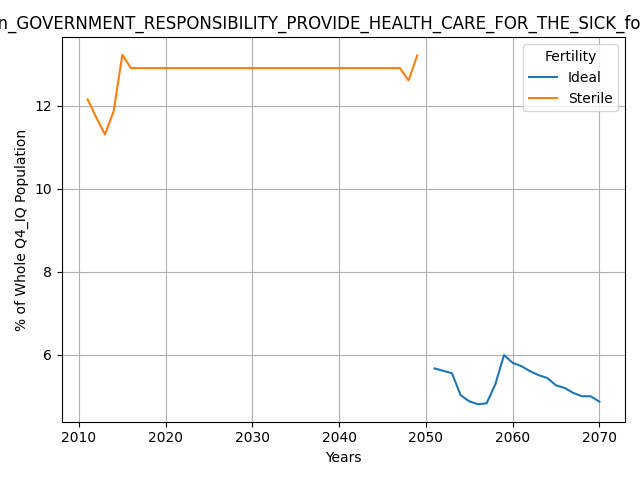 n_GOVERNMENT_RESPONSIBILITY_PROVIDE_HEALTH_CARE_FOR_THE_SICK_fo
Fertility
Ideal
Sterile
% of Whole Q4_IQ Population
12
10
8
6
2010 2020 2030 2040 2050 2060 2070
Years